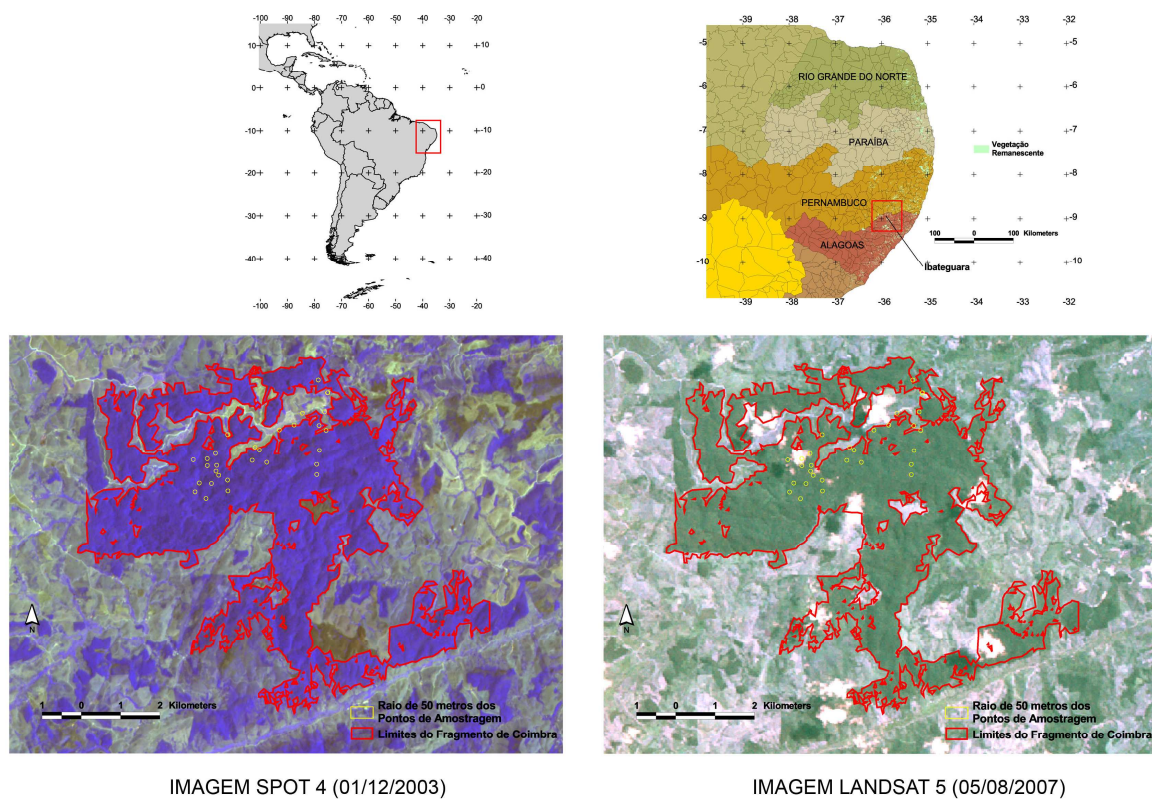 -100 -90 -80 -70 -60 -50 -40 -30 -20
10 10
0 0
-10 -10
-20 -20
-30 -30
-40 -40
-100 -90 -80 -70 -60 -50 -40 -30 -20
-39 -38 -37 -36 -35 -34 -33 -32
-5 -5
RIO GRANDE DO NORTE
-6 -6
-7 -7
PARAÍBA
Vegetação
Remanescente
-8 -8
PERNAMBUCO
-9 -9
100 0 100 Kilometers
ALAGOAS
Ibateguara
-10 -10
-39 -38 -37 -36 -35 -34 -33 -32
N
1 0 1 2 Kilometers
Raio de 50 metros dos
Pontos de Amostragem
Limites do Fragmento de Coimbra
IMAGEM SPOT 4 (01/12/2003)
N
1 0 1 2 Kilometers
Raio de 50 metros dos
Pontos de Amostragem
Limites do Fragmento de Coimbra
IMAGEM LANDSAT 5 (05/08/2007)